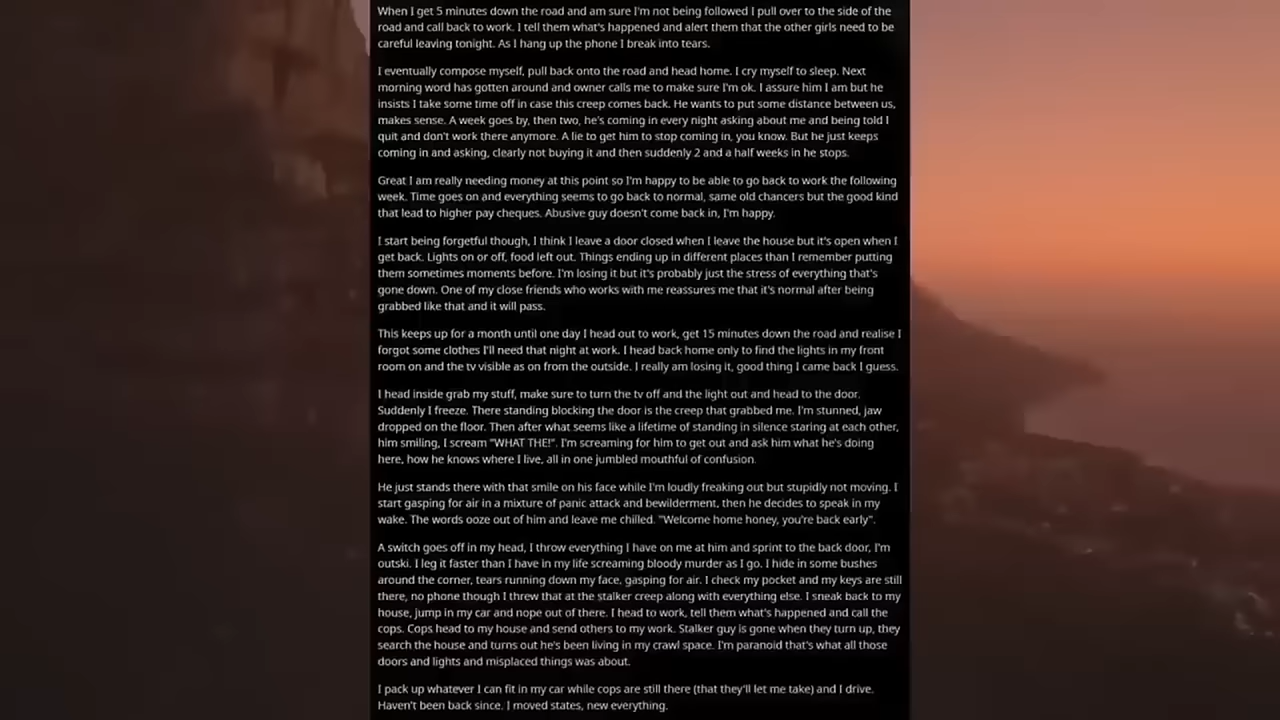 When I get 5 minutes down the road and am sure I'm not being followed I pull over to the side of the
road and call back to work. I tell them what's happened and alert them that the other girls need to be
careful leaving tonight. As I hang up the phone I break into tears.
I eventually compose myself, pull back onto the road and head home. I cry myself to sleep. Next
morning word has gotten around and owner calls me to make sure I'm ok. I assure him I am but he
insists I take some time off in case this creep comes back. He wants to put some distance between us,
makes sense. A week goes by, then two, he's coming in every night asking about me and being told I
quit and don't work there anymore. A lie to get him to stop coming in, you know. But he just keeps
coming in and asking, clearly not buying it and then suddenly 2 and a half weeks in he stops.
Great I am really needing money at this point so I'm happy to be able to go back to work the following
week. Time goes on and everything seems to go back to normal, same old chancers but the good kind
that lead to higher pay cheques. Abusive guy doesn't come back in, I'm happy.
I start being forgetful though, I think I leave a door closed when I leave the house but it's open when I
get back. Lights on or off, food left out. Things ending up in different places than I remember putting
them sometimes moments before. I'm losing it but it's probably just the stress of everything that's
gone down. One of my close friends who works with me reassures me that it's normal after being
grabbed like that and it will pass.
This keeps up for a month until one day I head out to work, get 15 minutes down the road and realise I
forgot some clothes I'll need that night at work. I head back home only to find the lights in my front
room on and the tv visible as on from the outside. I really am losing it, good thing I came back I guess.
I head inside grab my stuff, make sure to turn the tv off and the light out and head to the door.
Suddenly I freeze. There standing blocking the door is the creep that grabbed me. I'm stunned, jaw
dropped on the floor. Then after what seems like a lifetime of standing in silence staring at each other,
him smiling, I scream "WHAT THE!". I'm screaming for him to get out and ask him what he's doing
here, how he knows where I live, all in one jumbled mouthful of confusion.
He just stands there with that smile on his face while I'm loudly freaking out but stupidly not moving. I
start gasping for air in a mixture of panic attack and bewilderment, then he decides to speak in my
wake. The words ooze out of him and leave me chilled. "Welcome home honey, you're back early".
A switch goes off in my head, I throw everything I have on me at him and sprint to the back door, I'm
outski. I leg it faster than I have in my life screaming bloody murder as I go. I hide in some bushes
around the corner, tears running down my face, gasping for air. I check my pocket and my keys are still
there, no phone though I threw that at the stalker creep along with everything else. I sneak back to my
house, jump in my car and nope out of there. I head to work, tell them what's happened and call the
cops. Cops head to my house and send others to my work. Stalker guy is gone when they turn up, they
search the house and turns out he's been living in my crawl space. I'm paranoid that's what all those
doors and lights and misplaced things was about.
I pack up whatever I can fit in my car while cops are still there (that they'll let me take) and I drive.
Haven't been back since. I moved states, new everything.